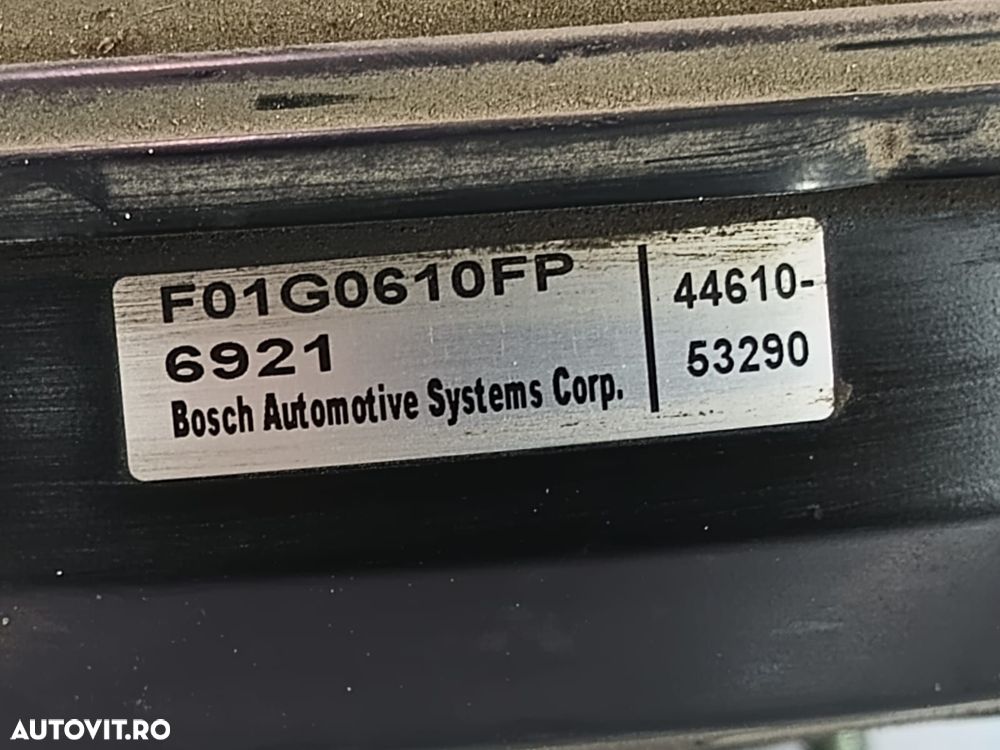 F01G0610FP
6921
Bosch Automotive Systems Corp.
44610-
53290
AUTOVIT.RO